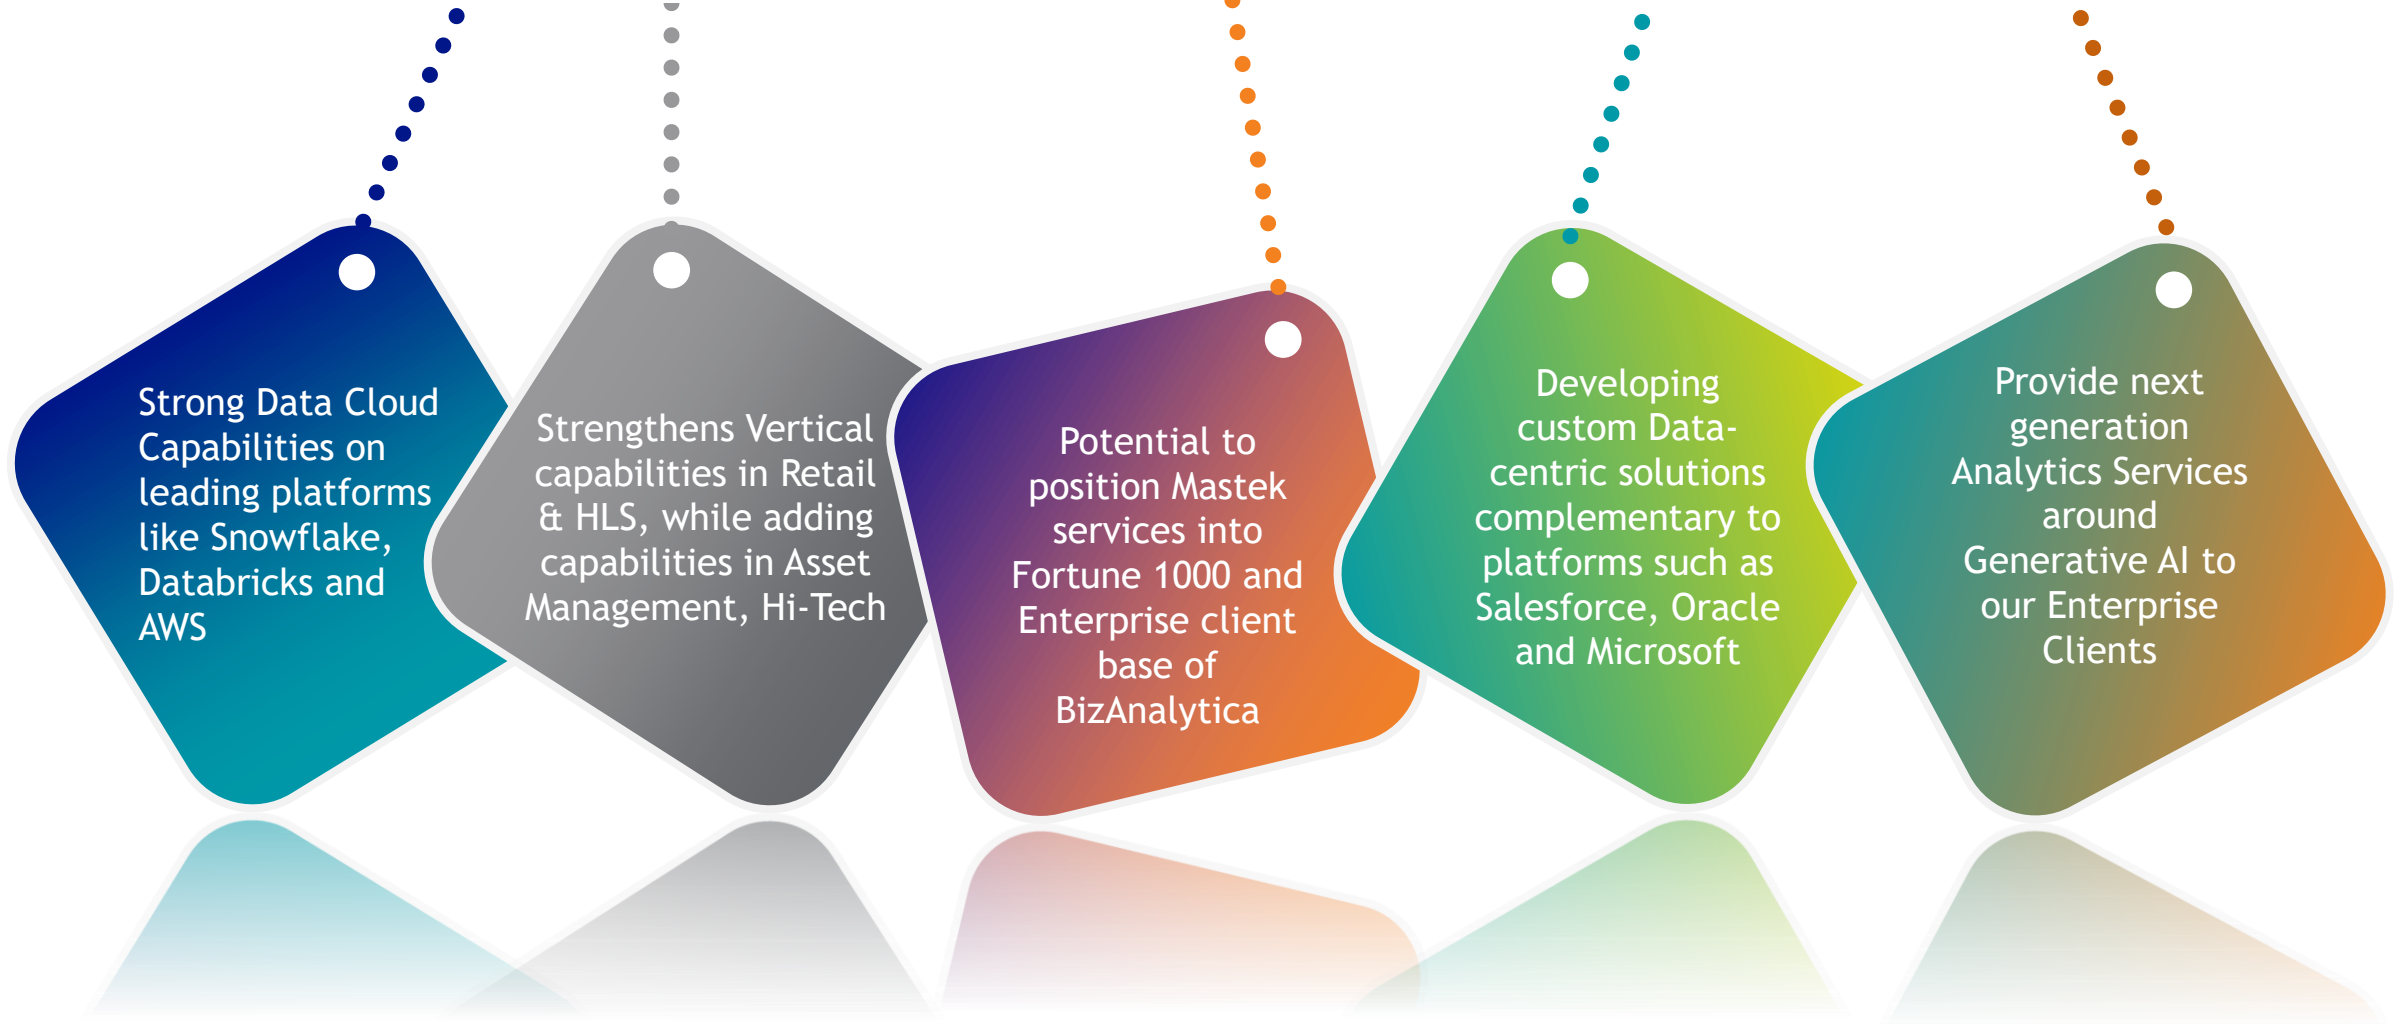 Strong Data Cloud
Capabilities on
leading platforms
like Snowflake,
Databricks and
AWS
Strengthens Vertical
capabilities in Retail
& HLS, while adding
capabilities in Asset
Management, Hi-Tech
Potential to
position Mastek
services into
Fortune 1000 and
Enterprise client
base of
BizAnalytica
Developing
custom Data-
centric solutions
complementary to
platforms such as
Salesforce, Oracle
and Microsoft
Provide next
generation
Analytics Services
around
Generative AI to
our Enterprise
Clients